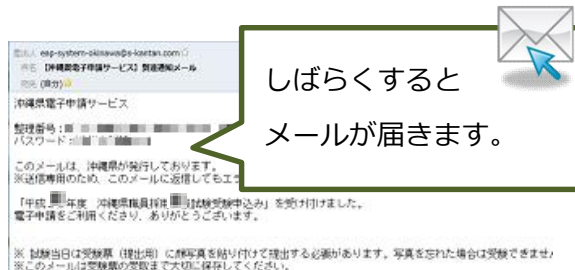 差出人 esp-system-okinawa@s-kantan.com
件名 【沖縄県電子申請サービス】到達通知メール
宛先 (自分)
沖縄県電子申請サービス
整理番号：
パスワード：
このメールは、沖縄県が発行しております。
※送信専用のため、このメールに返信してもエラ
「平成 年度 沖縄県職員採用 試験受験申込み」を受け付けました。
電子申請をご利用くださり、ありがとうございます。
※ 試験当日は受験票（提出用）に顔写真を貼り付けて提出する必要があります。写真を忘れた場合は受験できませ
※このメールは受験票の受取まで大切に保存してください。
しばらくすると
メールが届きます。